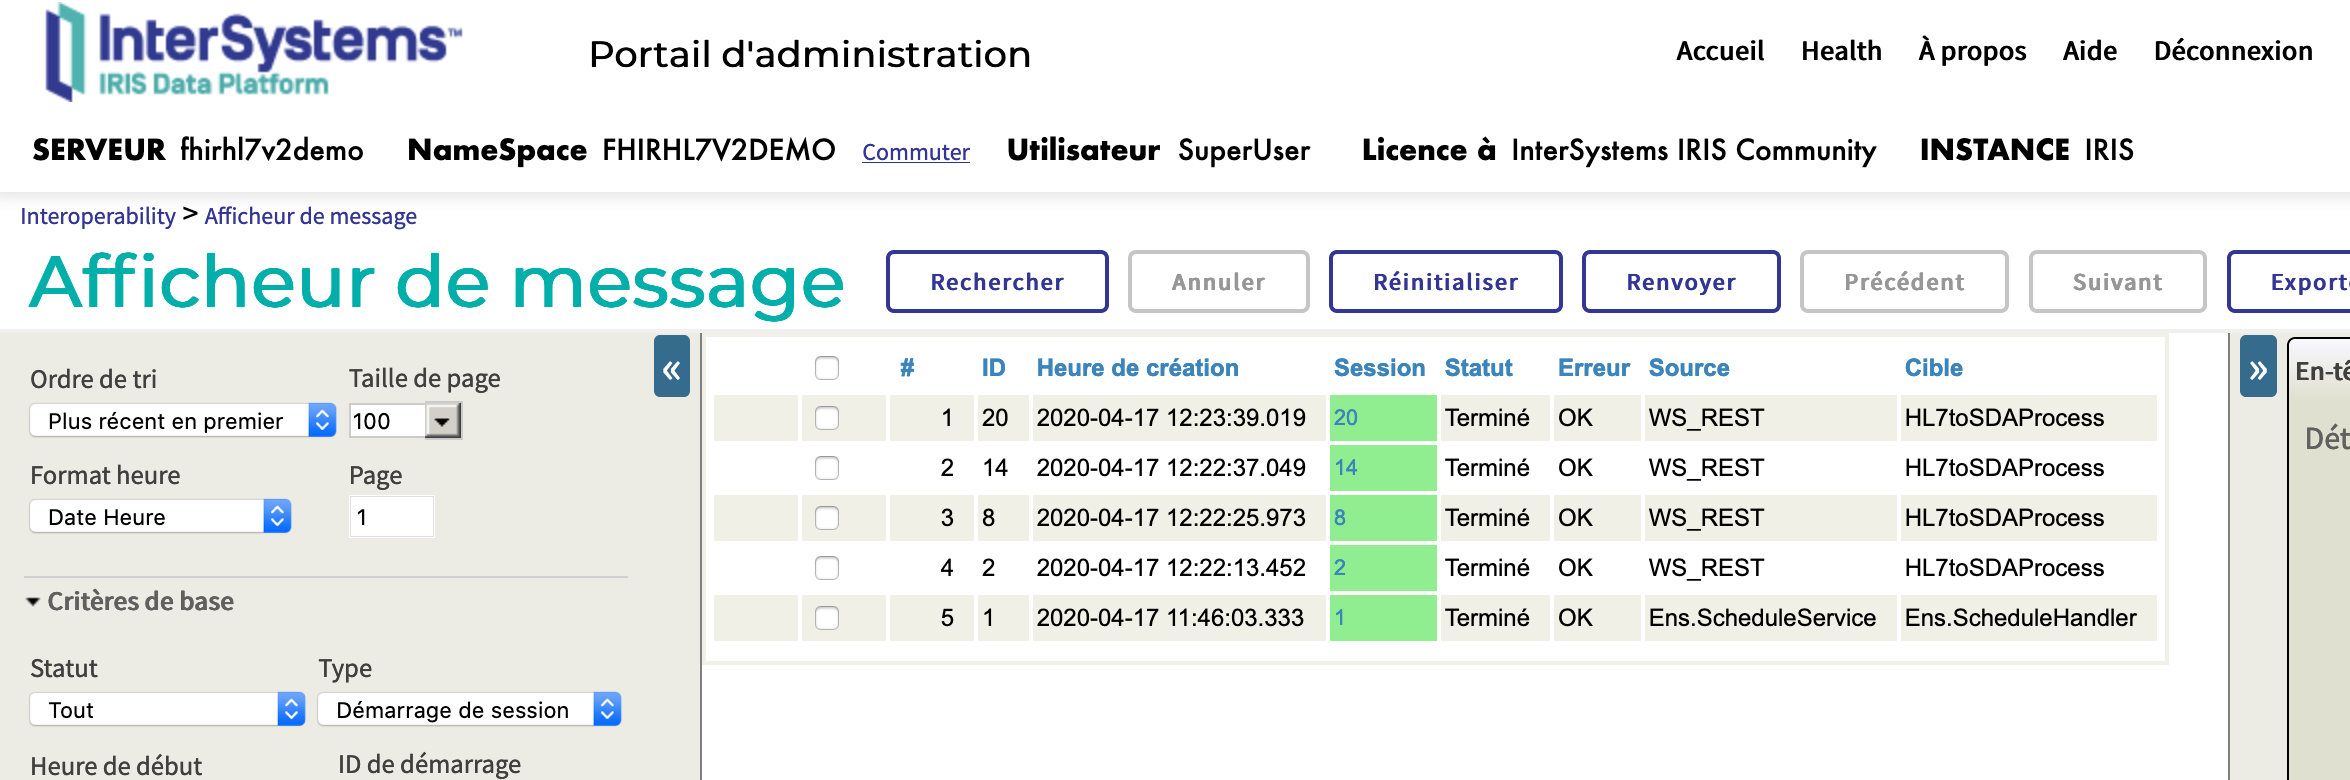 InterSystems™
IRIS Data Platform
Portail d'administration
Accueil Health À propos Aide Déconnexion
SERVEUR fhirhl7v2demo NameSpace FHIRHL7V2DEMO Commuter Utilisateur SuperUser Licence à InterSystems IRIS Community INSTANCE IRIS
Interoperability > Afficheur de message
Afficheur de message Rechercher Annuler Réinitialiser Renvoyer Précédent Suivant Export
Ordre de tri Taille de page
Plus récent en premier 100
Format heure Page
Date Heure 1
▾ Critères de base
Statut Type
Tout Démarrage de session
Heure de début ID de démarrage
«
# ID Heure de création Session Statut Erreur Source Cible
1 20 2020-04-17 12:23:39.019 20 Terminé OK WS_REST HL7toSDAProcess
2 14 2020-04-17 12:22:37.049 14 Terminé OK WS_REST HL7toSDAProcess
3 8 2020-04-17 12:22:25.973 8 Terminé OK WS_REST HL7toSDAProcess
4 2 2020-04-17 12:22:13.452 2 Terminé OK WS_REST HL7toSDAProcess
5 1 2020-04-17 11:46:03.333 1 Terminé OK Ens.ScheduleService Ens.ScheduleHandler
»
En-tê
Dét